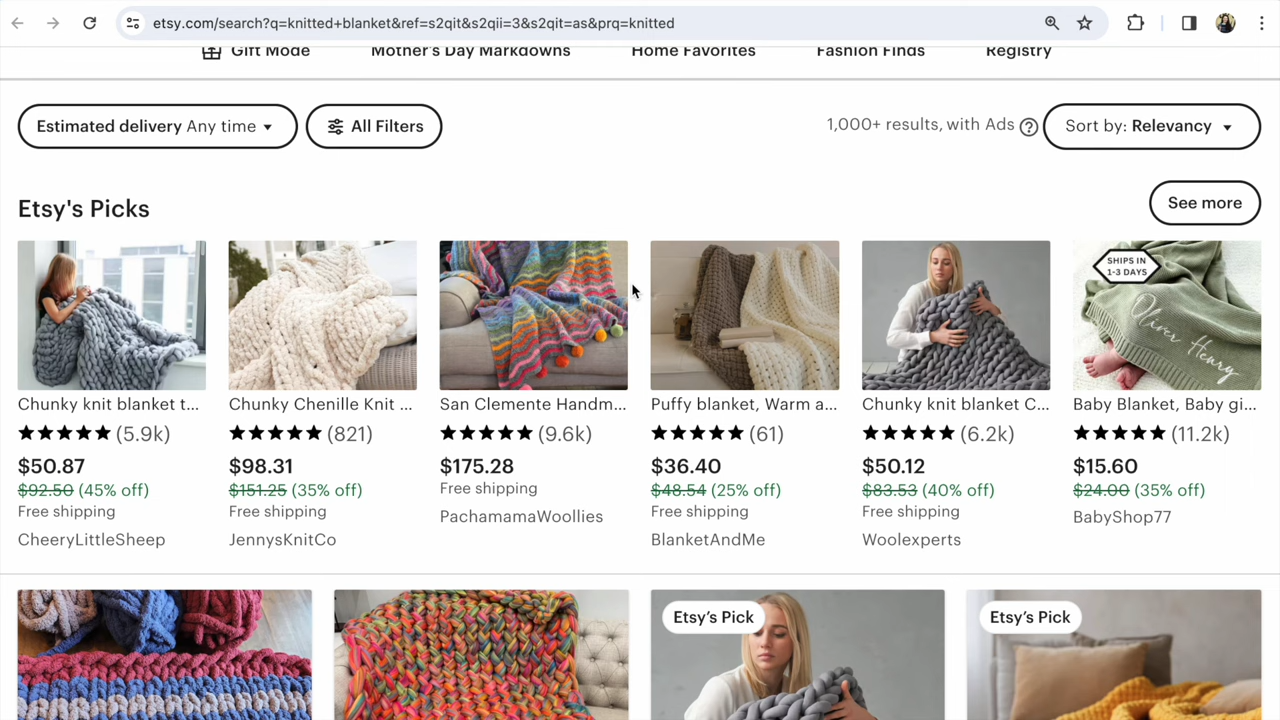 etsy.com/search?q=knitted+blanket&ref=s2qit&s2qii=3&s2qit=as&prq=knitted
Gift Mode
Mother's Day Markdowns
Home Favorites
Fashion Finds
Registry
Estimated delivery Any time
All Filters
1,000+ results, with Ads ?
Sort by: Relevancy
Etsy's Picks
See more
SHIPS IN
1-3 DAYS
Oliver Henry
Chunky knit blanket t...
(5.9k)
$50.87
$92.50 (45% off)
Free shipping
CheeryLittleSheep
Chunky Chenille Knit ...
(821)
$98.31
$151.25 (35% off)
Free shipping
JennysKnitCo
San Clemente Handm...
(9.6k)
$175.28
Free shipping
PachamamaWoollies
Puffy blanket, Warm a...
(61)
$36.40
$48.54 (25% off)
Free shipping
BlanketAndMe
Chunky knit blanket C...
(6.2k)
$50.12
$83.53 (40% off)
Free shipping
Woolexperts
Baby Blanket, Baby gi...
(11.2k)
$15.60
$24.00 (35% off)
BabyShop77
Etsy's Pick
Etsy's Pick